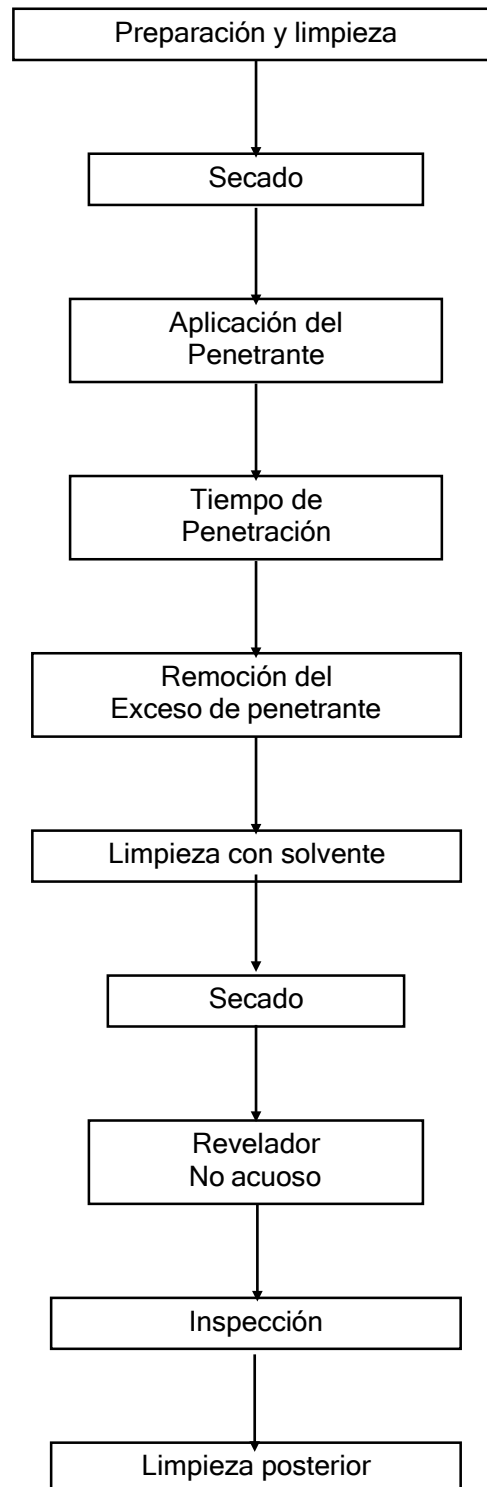 Preparación y limpieza
Secado
Aplicación del
Penetrante
Tiempo de
Penetración
Remoción del
Exceso de penetrante
Limpieza con solvente
Secado
Revelador
No acuoso
Inspección
Limpieza posterior